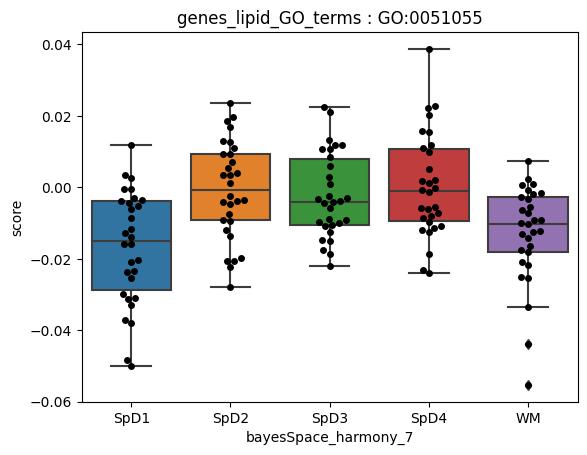 genes_lipid_GO_terms : GO:0051055
score
0.04
0.02
0.00
−0.02
−0.04
−0.06
SpD1 SpD2 SpD3 SpD4 WM
bayesSpace_harmony_7